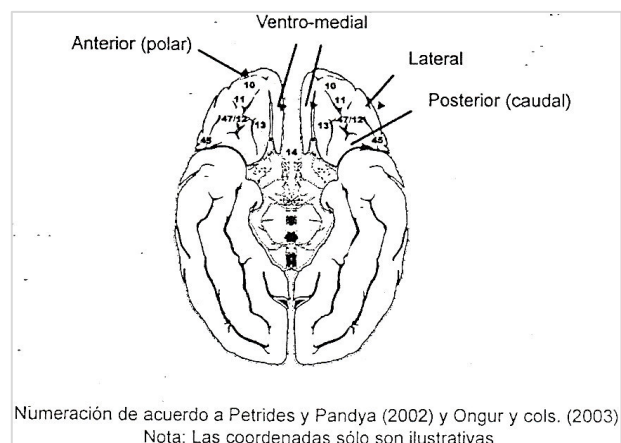 Ventro-medial
Anterior (polar)
Lateral
Posterior (caudal)
10
10
11
11
47/12
13
13
47/12
45
45
14
Numeración de acuerdo a Petrides y Pandya (2002) y Ongur y cols. (2003)
Nota: Las coordenadas sólo son ilustrativas